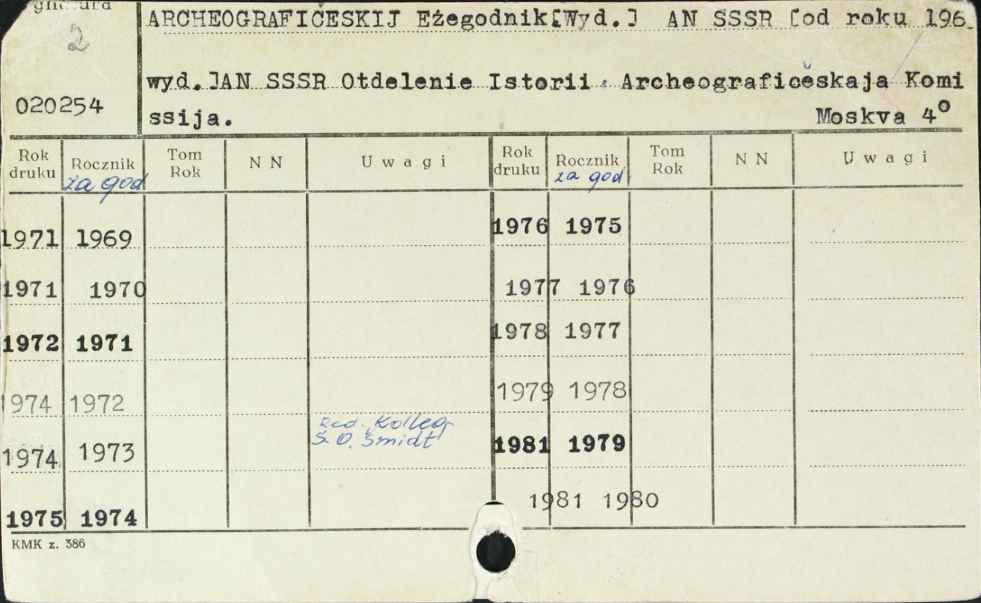 2
020254
ARCHEOGRAFIČESKIJ Eżegodnik[Wyd.] AN SSSR [od roku 196
wyd.]AN SSSR Otdelenie Istorii. Archeografičeskaja Komi
ssija. Moskva 4°
Rok druku Rocznik za god Tom Rok N N U w a g i Rok druku Rocznik za god Tom Rok N N U w a g i
1971 1969 1976 1975
1971 1970 1977 1976
1972 1971 1978 1977
1974 1972 1979 1978
Kolleg
1974 1973 S.O. Šmidt 1981 1979
1975 1974 1981 1980
KMK z. 386